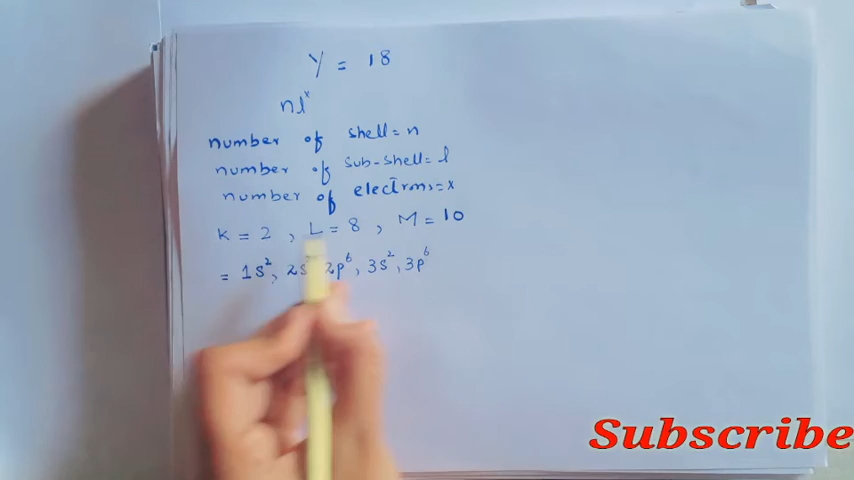 Y = 18
nlˣ
number of shell = n
number of sub-shell = l
number of electrons = x
K = 2 , L = 8 , M = 10
= 1s², 2p⁶, 3s², 3p⁶
Subscribe